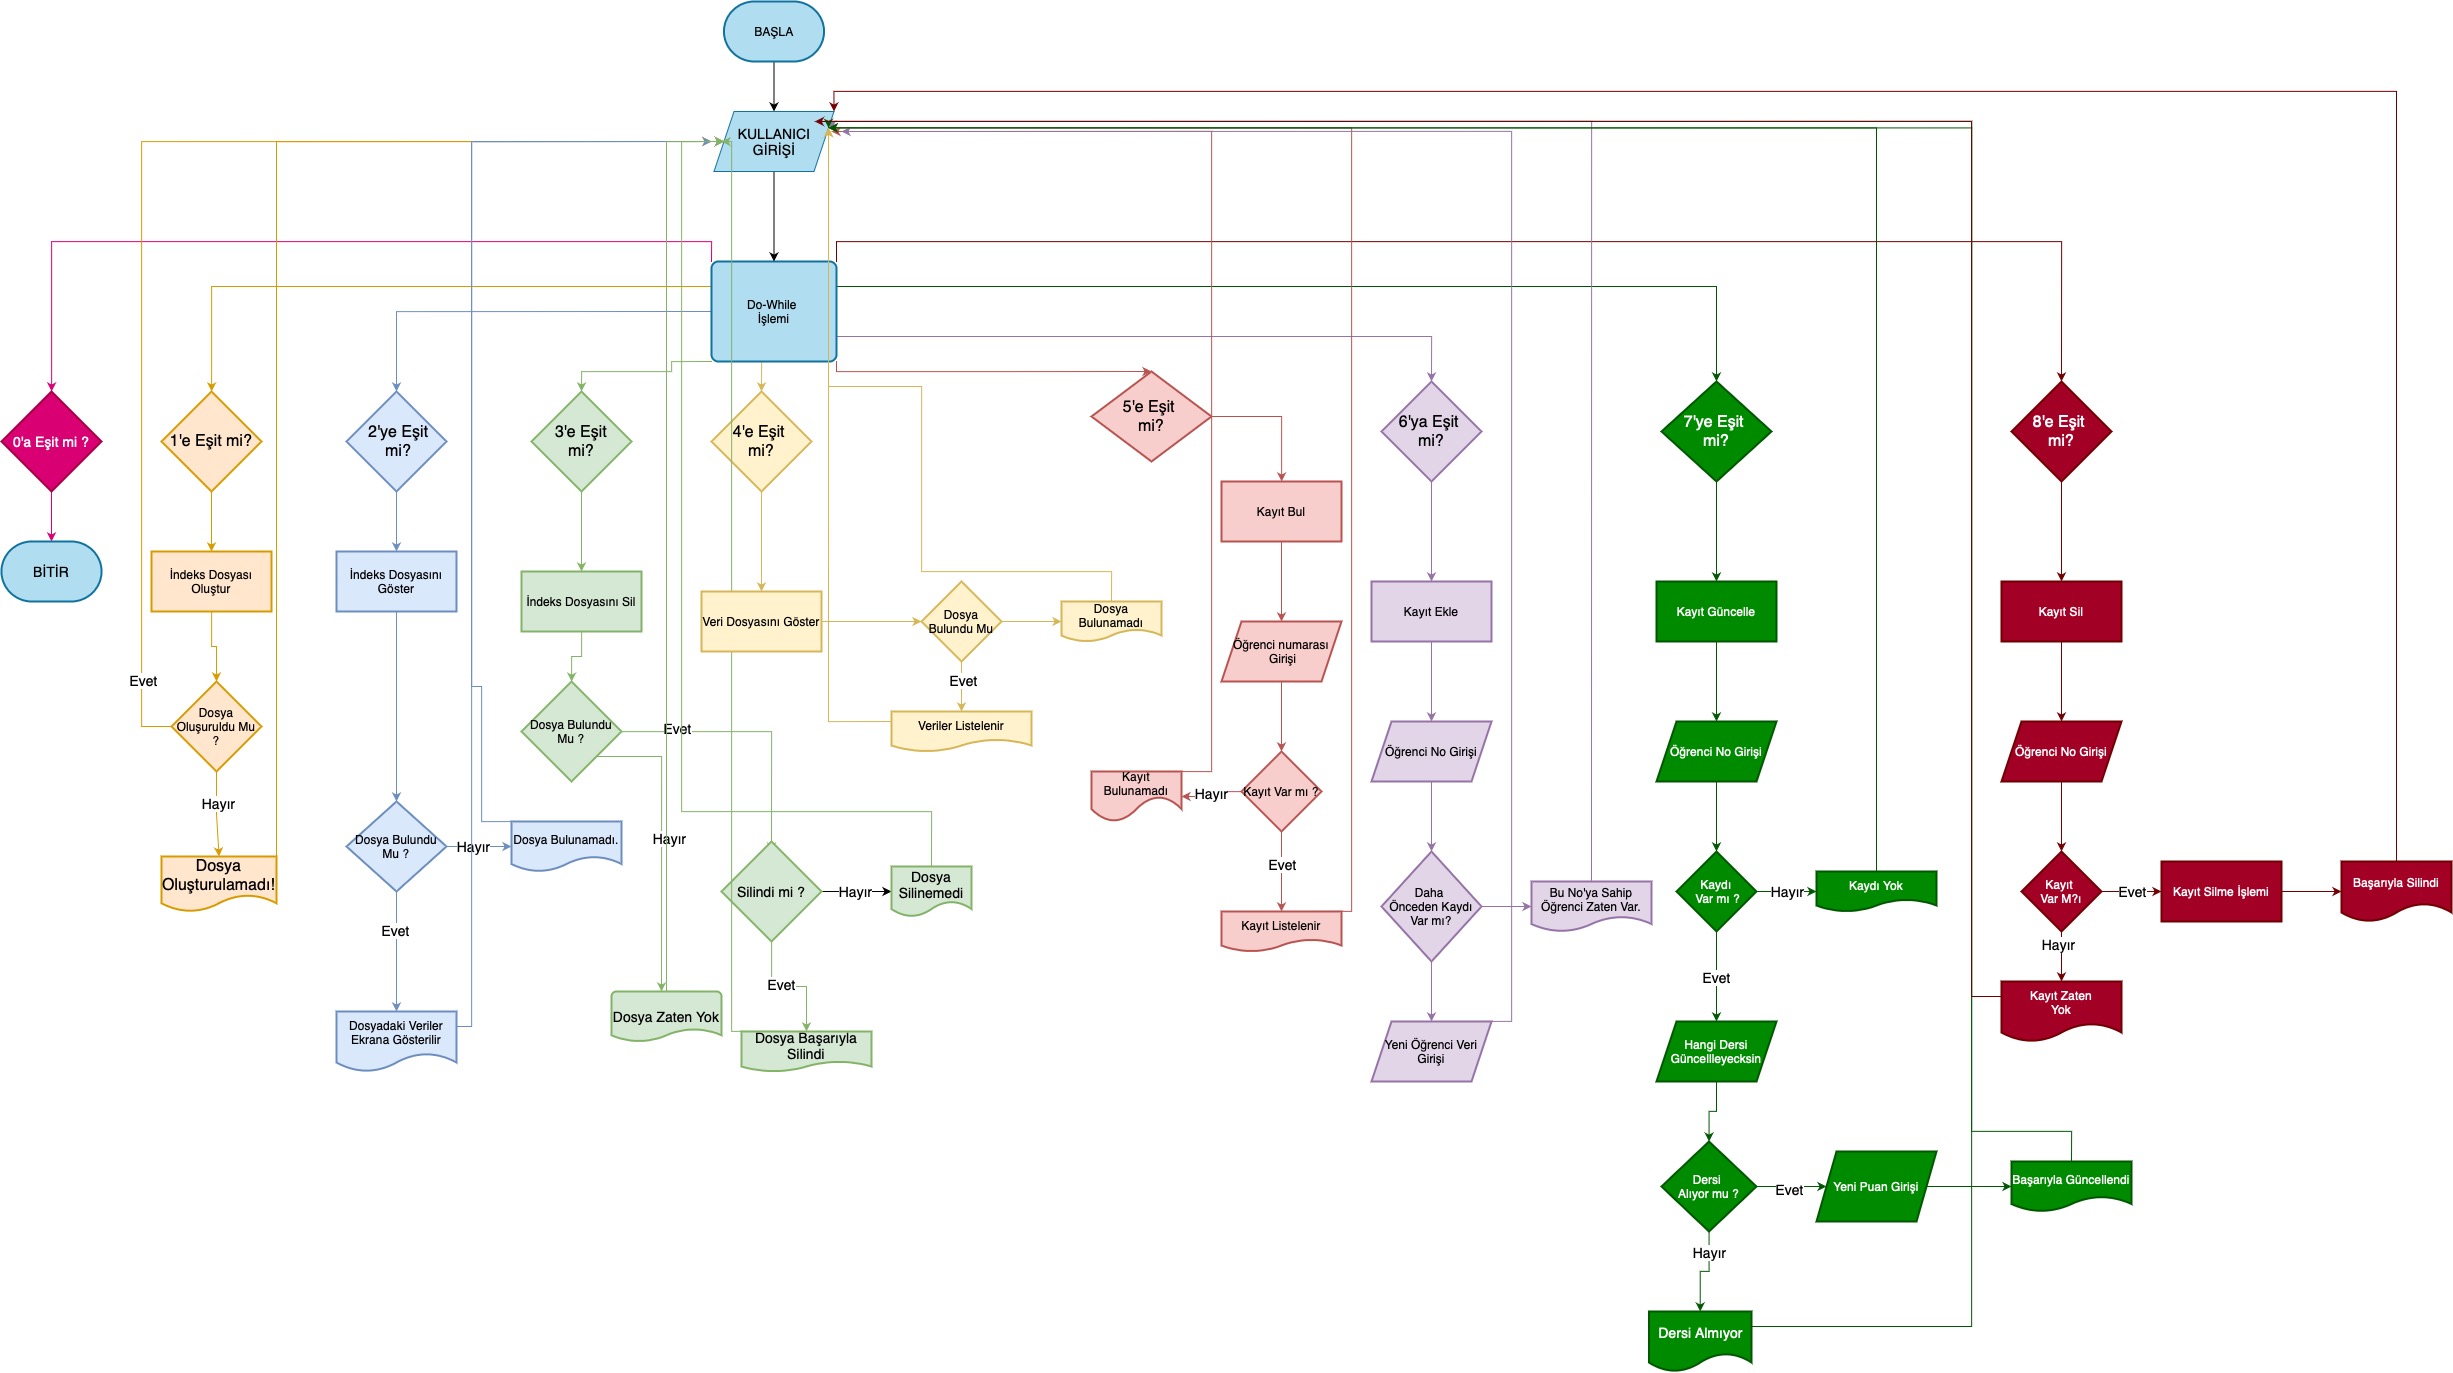 BAŞLA
KULLANICI
GİRİŞİ
Do-While
İşlemi
0'a Eşit mi ?
BİTİR
1'e Eşit mi?
İndeks Dosyası
Oluştur
Evet
Dosya
Oluşuruldu Mu
?
Hayır
Dosya
Oluşturulamadı!
2'ye Eşit
mi?
İndeks Dosyasını
Göster
Dosya Bulundu
Mu ?
Hayır
Dosya Bulunamadı.
Evet
Dosyadaki Veriler
Ekrana Gösterilir
3'e Eşit
mi?
İndeks Dosyasını Sil
Dosya Bulundu
Mu ?
Evet
Hayır
Silindi mi ?
Hayır
Dosya
Silinemedi
Evet
Dosya Zaten Yok
Dosya Başarıyla
Silindi
4'e Eşit
mi?
Veri Dosyasını Göster
Dosya
Bulundu Mu
Dosya
Bulunamadı
Evet
Veriler Listelenir
5'e Eşit
mi?
Kayıt Bul
Öğrenci numarası
Girişi
Kayıt Var mı ?
Hayır
Kayıt
Bulunamadı
Evet
Kayıt Listelenir
6'ya Eşit
mi?
Kayıt Ekle
Öğrenci No Girişi
Daha
Önceden Kaydı
Var mı?
Bu No'ya Sahip
Öğrenci Zaten Var.
Yeni Öğrenci Veri
Girişi
7'ye Eşit
mi?
Kayıt Güncelle
Öğrenci No Girişi
Kaydı
Var mı ?
Hayır
Kaydı Yok
Evet
Hangi Dersi
Güncellleyecksin
Dersi
Alıyor mu ?
Evet
Yeni Puan Girişi
Başarıyla Güncellendi
Hayır
Dersi Almıyor
8'e Eşit
mi?
Kayıt Sil
Öğrenci No Girişi
Kayıt
Var M?ı
Evet
Kayıt Silme İşlemi
Başarıyla Silindi
Hayır
Kayıt Zaten
Yok